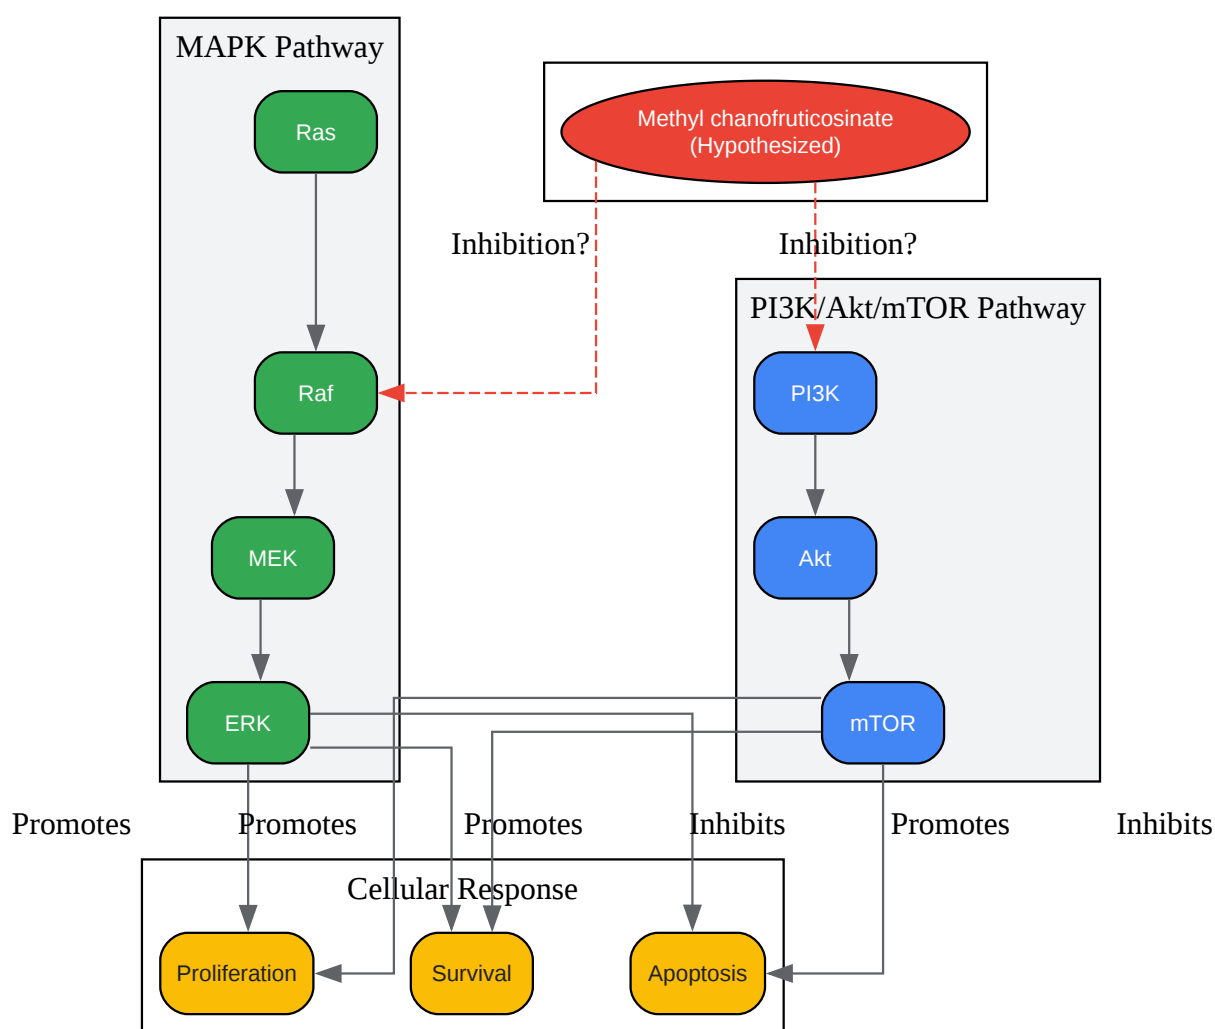 MAPK Pathway
Ras
Methyl chanofruticosinate
(Hypothesized)
Inhibition?
Inhibition?
PI3K/Akt/mTOR Pathway
Raf
PI3K
MEK
Akt
ERK
mTOR
Promotes
Promotes
Promotes
Inhibits
Promotes
Inhibits
Cellular Response
Proliferation
Survival
Apoptosis